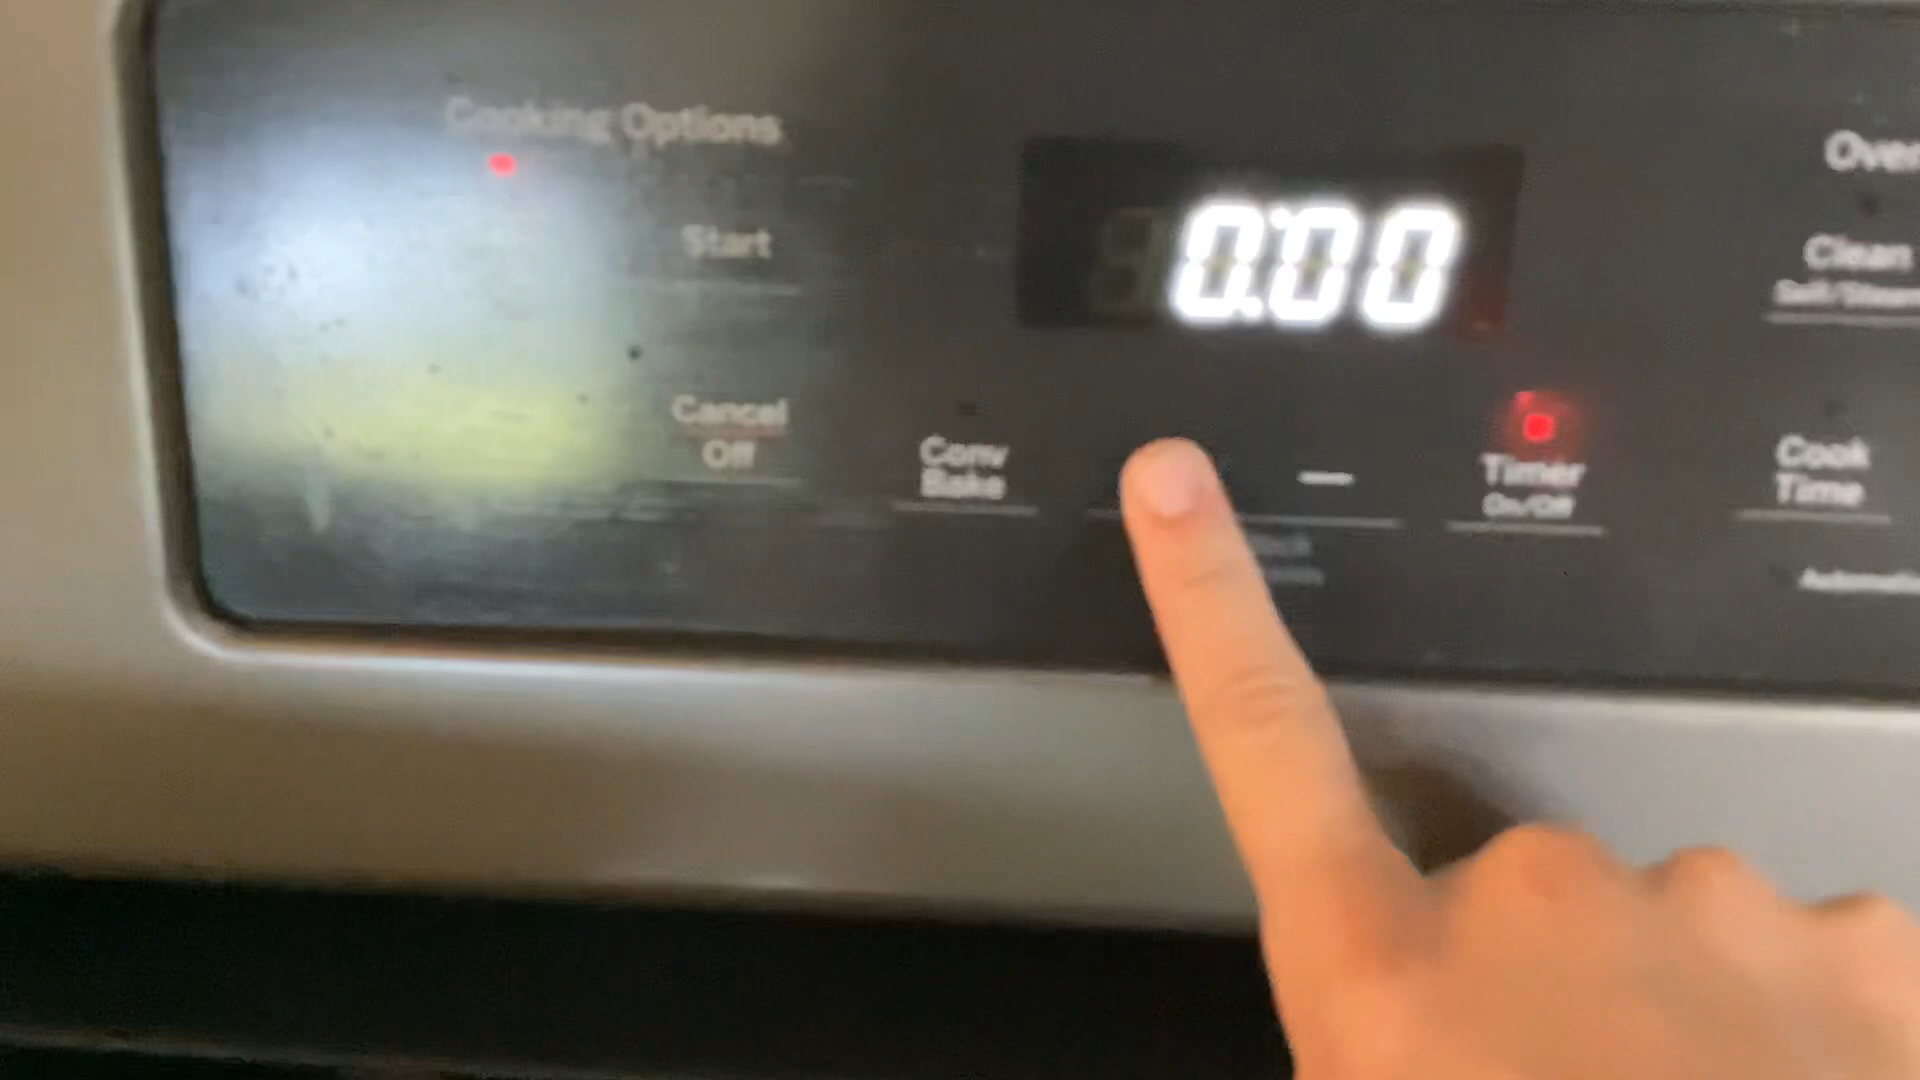 Cooking Options
Start
0:00
Cancel
Off
Conv
Bake
—
Timer
On/Off
Oven
Clean
Self/Steam
Cook
Time